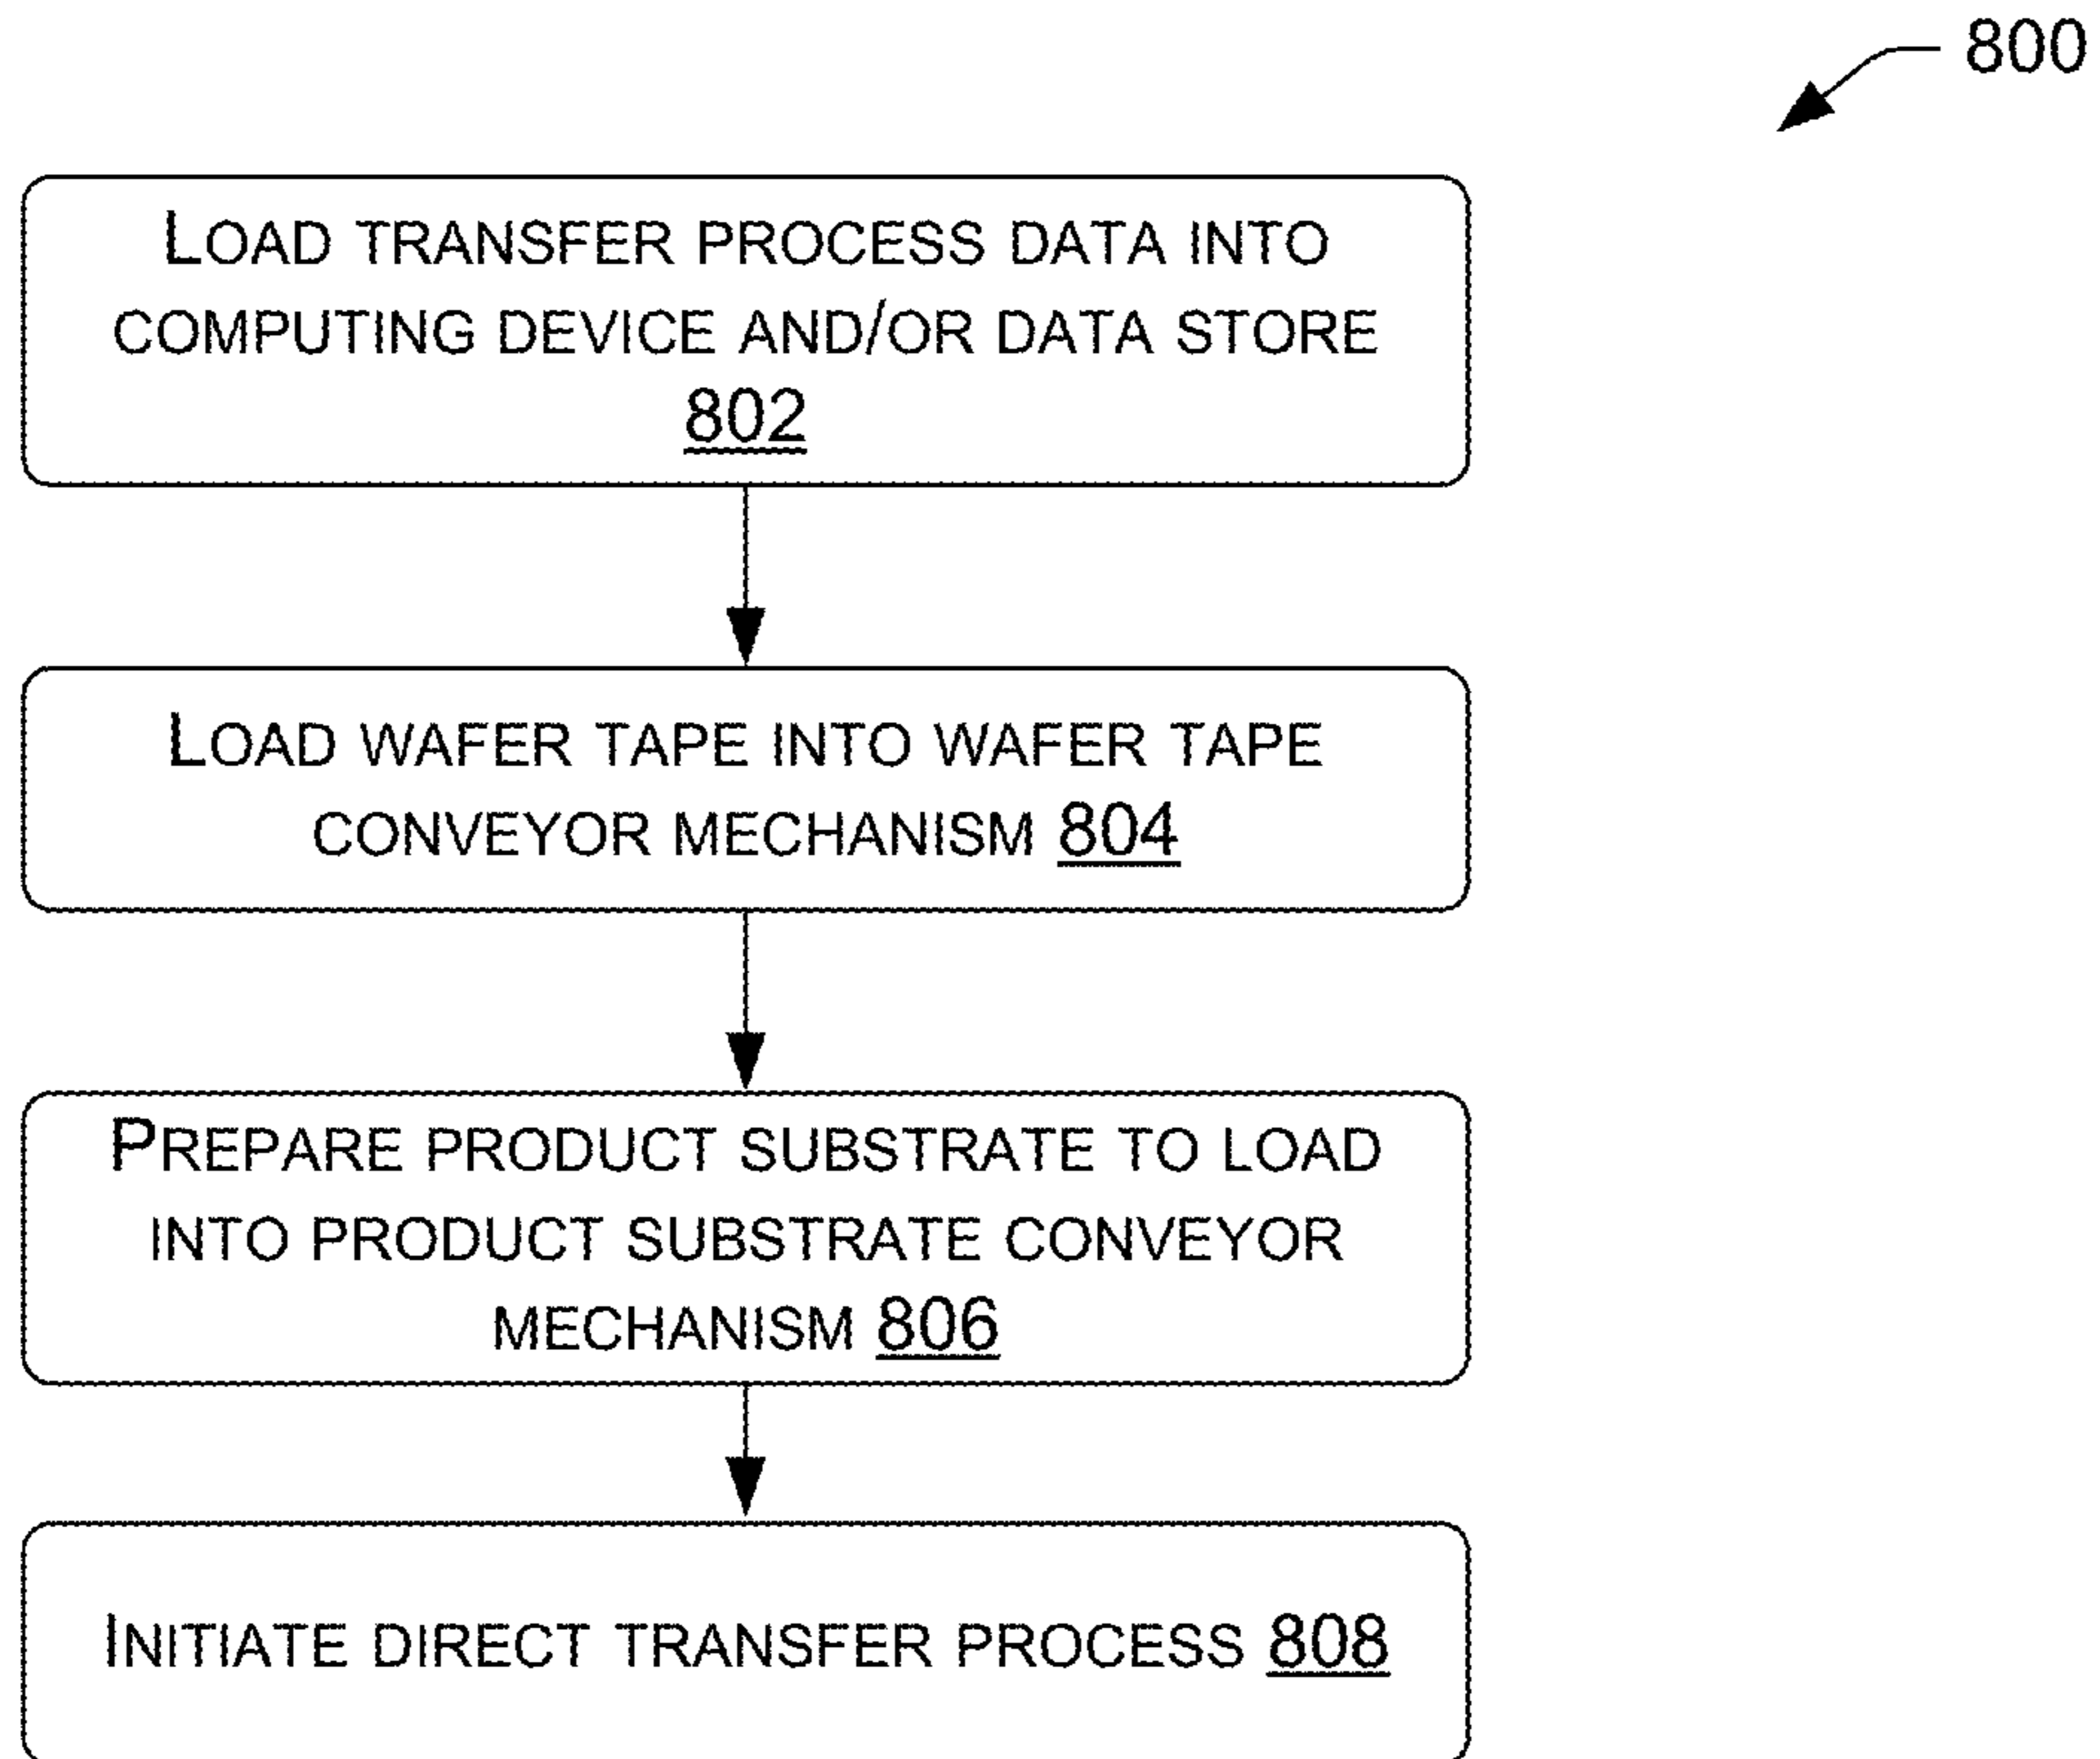 800
LOAD TRANSFER PROCESS DATA INTO
COMPUTING DEVICE AND/OR DATA STORE
802
LOAD WAFER TAPE INTO WAFER TAPE
CONVEYOR MECHANISM 804
PREPARE PRODUCT SUBSTRATE TO LOAD
INTO PRODUCT SUBSTRATE CONVEYOR
MECHANISM 806
INITIATE DIRECT TRANSFER PROCESS 808